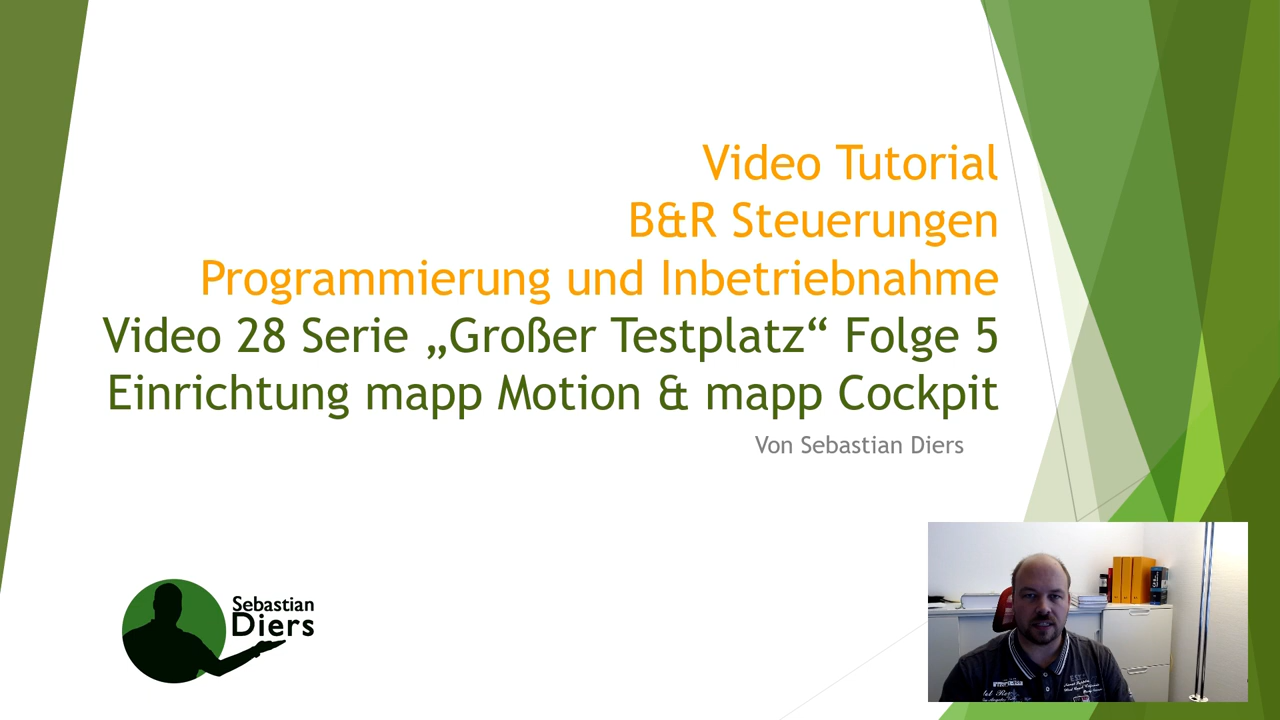 Video Tutorial
B&R Steuerungen
Programmierung und Inbetriebnahme
Video 28 Serie „Großer Testplatz“ Folge 5
Einrichtung mapp Motion & mapp Cockpit
Von Sebastian Diers
Sebastian
Diers